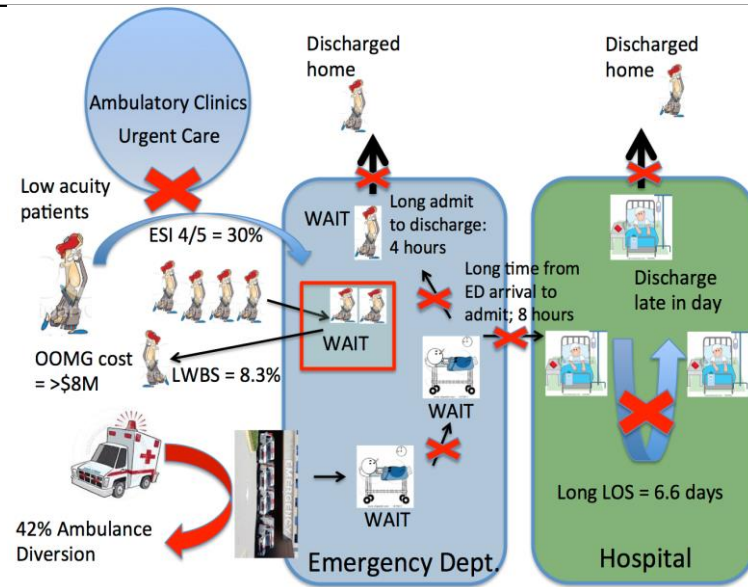 Discharged
home
Discharged
home
Ambulatory Clinics
Urgent Care
Low acuity
patients
ESI 4/5 = 30%
WAIT
Long admit
to discharge:
4 hours
Long time from
ED arrival to
admit; 8 hours
Discharge
late in day
WAIT
OOMG cost
= >$8M
LWBS = 8.3%
WAIT
WAIT
EMERGENCY
42% Ambulance
Diversion
Long LOS = 6.6 days
Emergency Dept.
Hospital